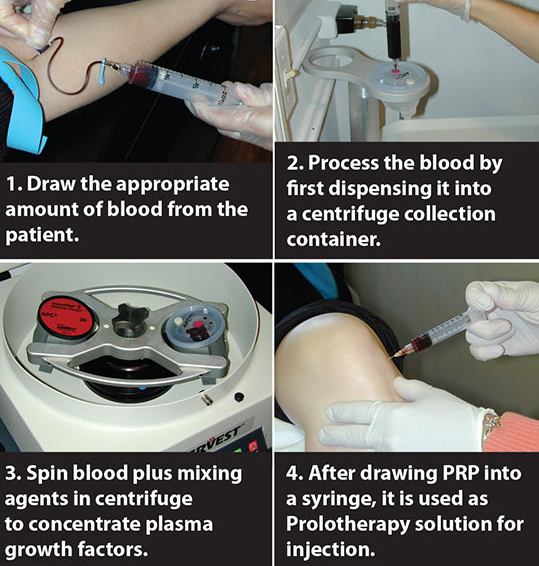 1. Draw the appropriate
amount of blood from the
patient.
2. Process the blood by
first dispensing it into
a centrifuge collection
container.
3. Spin blood plus mixing
agents in centrifuge
to concentrate plasma
growth factors.
4. After drawing PRP into
a syringe, it is used as
Prolotherapy solution for
injection.